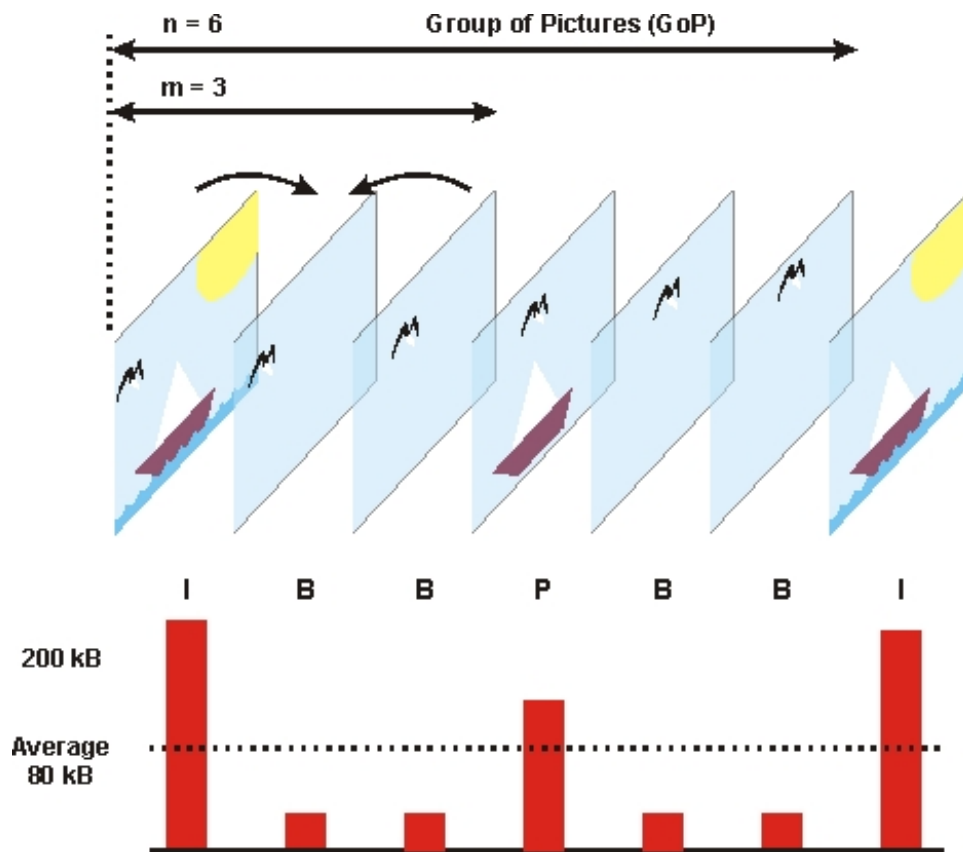 n = 6 Group of Pictures (GoP)
m = 3
I B B P B B I
200 kB
Average
80 kB